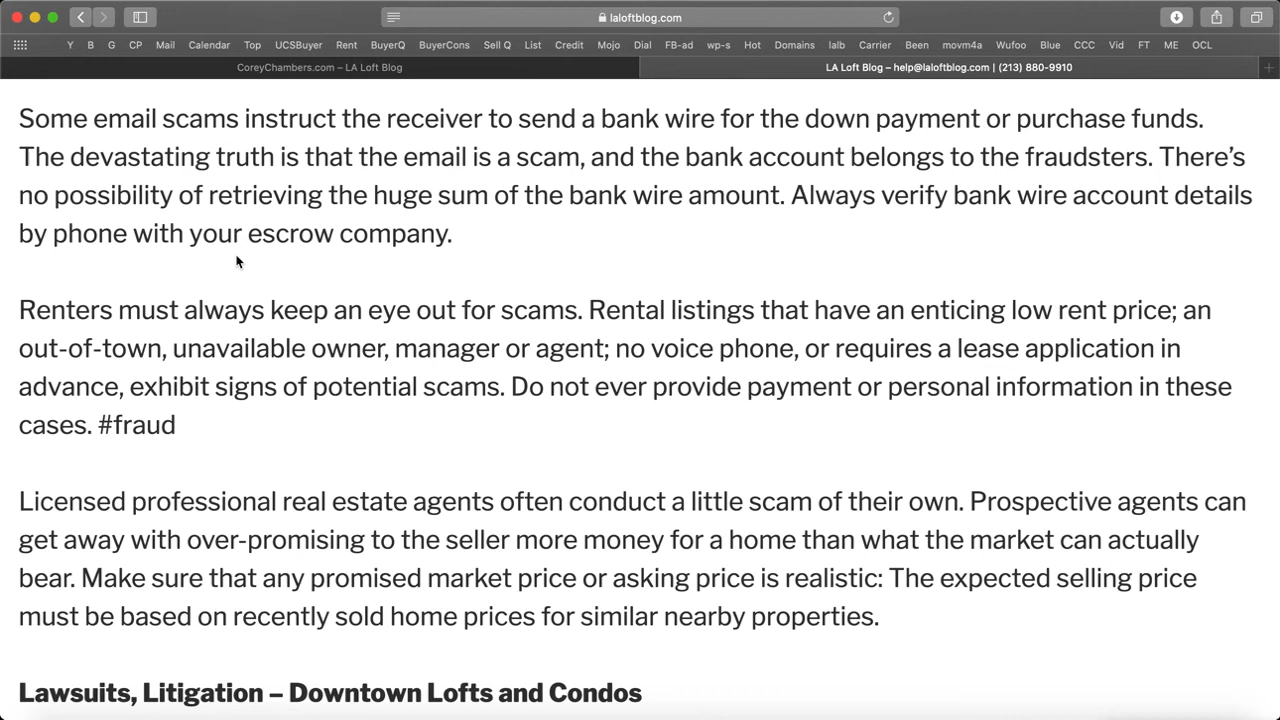 laloftblog.com
Y B G CP Mail Calendar Top UCSBuyer Rent BuyerQ BuyerCons Sell Q List Credit Mojo Dial FB-ad wp-s Hot Domains lalb Carrier Been movm4a Wufoo Blue CCC Vid FT ME OCL
CoreyChambers.com – LA Loft Blog
LA Loft Blog – help@laloftblog.com | (213) 880-9910
Some email scams instruct the receiver to send a bank wire for the down payment or purchase funds.
The devastating truth is that the email is a scam, and the bank account belongs to the fraudsters. There’s
no possibility of retrieving the huge sum of the bank wire amount. Always verify bank wire account details
by phone with your escrow company.
Renters must always keep an eye out for scams. Rental listings that have an enticing low rent price; an
out-of-town, unavailable owner, manager or agent; no voice phone, or requires a lease application in
advance, exhibit signs of potential scams. Do not ever provide payment or personal information in these
cases. #fraud
Licensed professional real estate agents often conduct a little scam of their own. Prospective agents can
get away with over-promising to the seller more money for a home than what the market can actually
bear. Make sure that any promised market price or asking price is realistic: The expected selling price
must be based on recently sold home prices for similar nearby properties.
Lawsuits, Litigation – Downtown Lofts and Condos